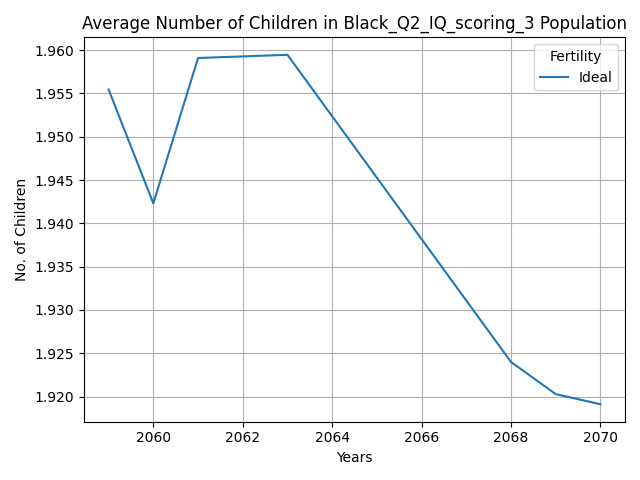 Average Number of Children in Black_Q2_IQ_scoring_3 Population
Fertility
Ideal
1.960
1.955
1.950
1.945
1.940
1.935
1.930
1.925
1.920
No. of Children
2060 2062 2064 2066 2068 2070
Years